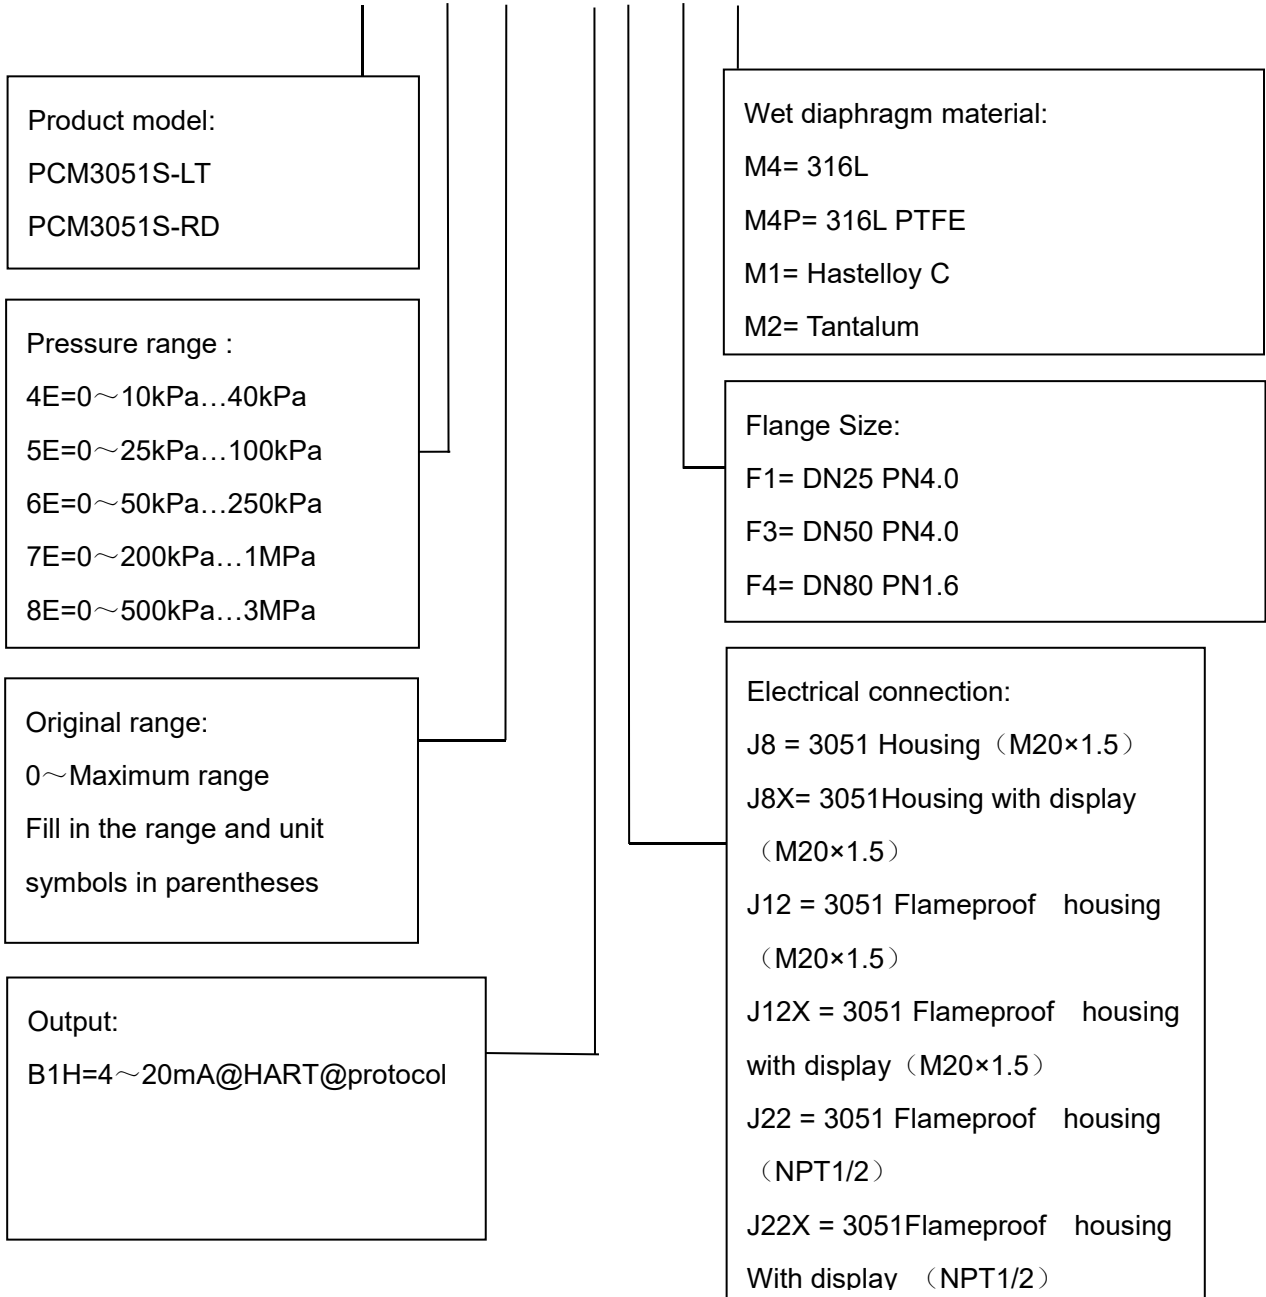 Product model:
PCM3051S-LT
PCM3051S-RD
Pressure range :
4E=0～10kPa…40kPa
5E=0～25kPa…100kPa
6E=0～50kPa…250kPa
7E=0～200kPa…1MPa
8E=0～500kPa…3MPa
Original range:
0～Maximum range
Fill in the range and unit
symbols in parentheses
Output:
B1H=4～20mA@HART@protocol
Wet diaphragm material:
M4= 316L
M4P= 316L PTFE
M1= Hastelloy C
M2= Tantalum
Flange Size:
F1= DN25 PN4.0
F3= DN50 PN4.0
F4= DN80 PN1.6
Electrical connection:
J8 = 3051 Housing（M20×1.5）
J8X= 3051Housing with display
（M20×1.5）
J12 = 3051 Flameproof housing
（M20×1.5）
J12X = 3051 Flameproof housing
with display（M20×1.5）
J22 = 3051 Flameproof housing
（NPT1/2）
J22X = 3051Flameproof housing
With display （NPT1/2）